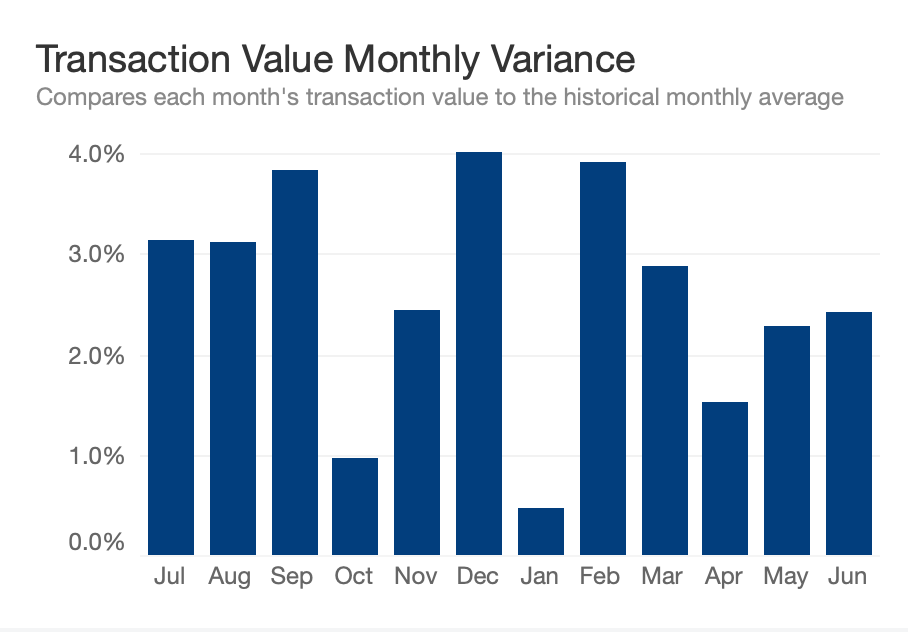 Transaction Value Monthly Variance
Compares each month's transaction value to the historical monthly average
4.0%
3.0%
2.0%
1.0%
0.0%
Jul Aug Sep Oct Nov Dec Jan Feb Mar Apr May Jun